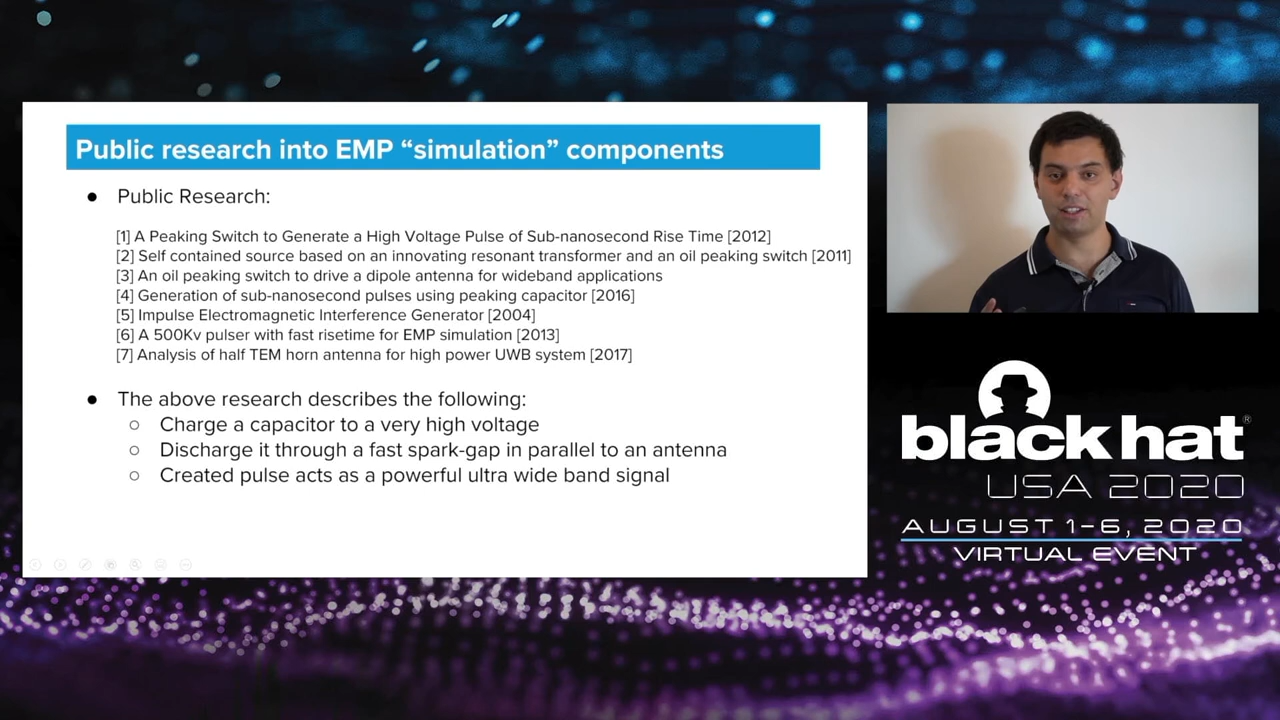 Public research into EMP “simulation” components
● Public Research:
[1] A Peaking Switch to Generate a High Voltage Pulse of Sub-nanosecond Rise Time [2012]
[2] Self contained source based on an innovating resonant transformer and an oil peaking switch [2011]
[3] An oil peaking switch to drive a dipole antenna for wideband applications
[4] Generation of sub-nanosecond pulses using peaking capacitor [2016]
[5] Impulse Electromagnetic Interference Generator [2004]
[6] A 500Kv pulser with fast risetime for EMP simulation [2013]
[7] Analysis of half TEM horn antenna for high power UWB system [2017]
● The above research describes the following:
○ Charge a capacitor to a very high voltage
○ Discharge it through a fast spark-gap in parallel to an antenna
○ Created pulse acts as a powerful ultra wide band signal
black hat®
USA 2020
AUGUST 1-6, 2020
VIRTUAL EVENT